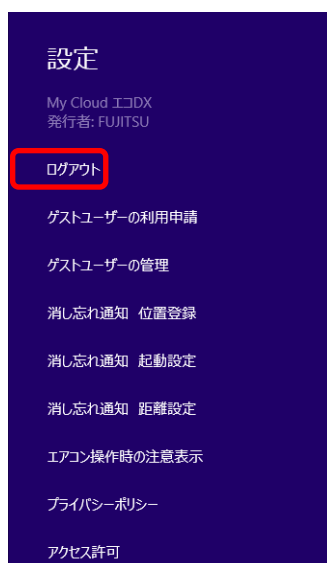 設定
My Cloud エコDX
発行者: FUJITSU
ログアウト
ゲストユーザーの利用申請
ゲストユーザーの管理
消し忘れ通知 位置登録
消し忘れ通知 起動設定
消し忘れ通知 距離設定
エアコン操作時の注意表示
プライバシーポリシー
アクセス許可